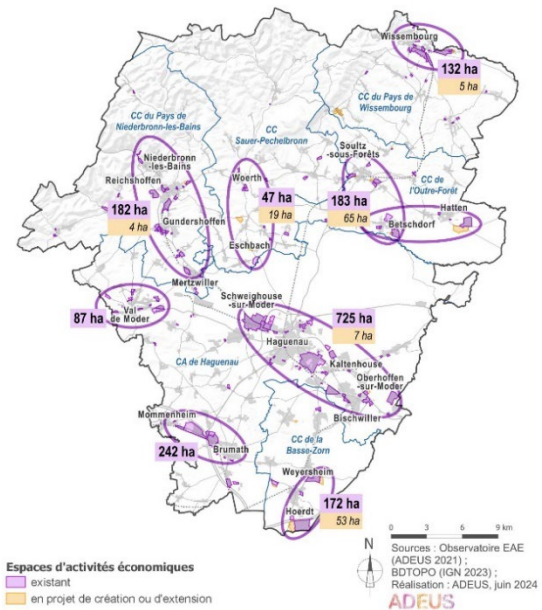 Wissembourg
132 ha
5 ha
CC du Pays de
Wissembourg
CC du Pays de
Niederbronn-les-Bains
CC
Sauer-Pechelbronn
Soultz
-sous-Forêts
Niederbronn
-les-Bains
Reichshoffen
Woerth
CC de
l'Outre-Forêt
47 ha
19 ha
183 ha
65 ha
Hatten
182 ha
4 ha
Gundershoffen
Betschdorf
Eschbach
Mertzwiller
Schweighouse
-sur-Moder
725 ha
7 ha
87 ha
Val
de Moder
Haguenau
CA de Haguenau
Kaltenhouse
Oberhoffen
-sur-Moder
Mommenheim
Bischwiller
CC de la
Basse-Zorn
Brumath
242 ha
Weyersheim
172 ha
53 ha
Hoerdt
0 3 6 9 km
N
Sources : Observatoire EAE
(ADEUS 2021) ;
BDTOPO (IGN 2023) ;
Réalisation : ADEUS, juin 2024
ADEUS
Espaces d'activités économiques
existant
en projet de création ou d'extension